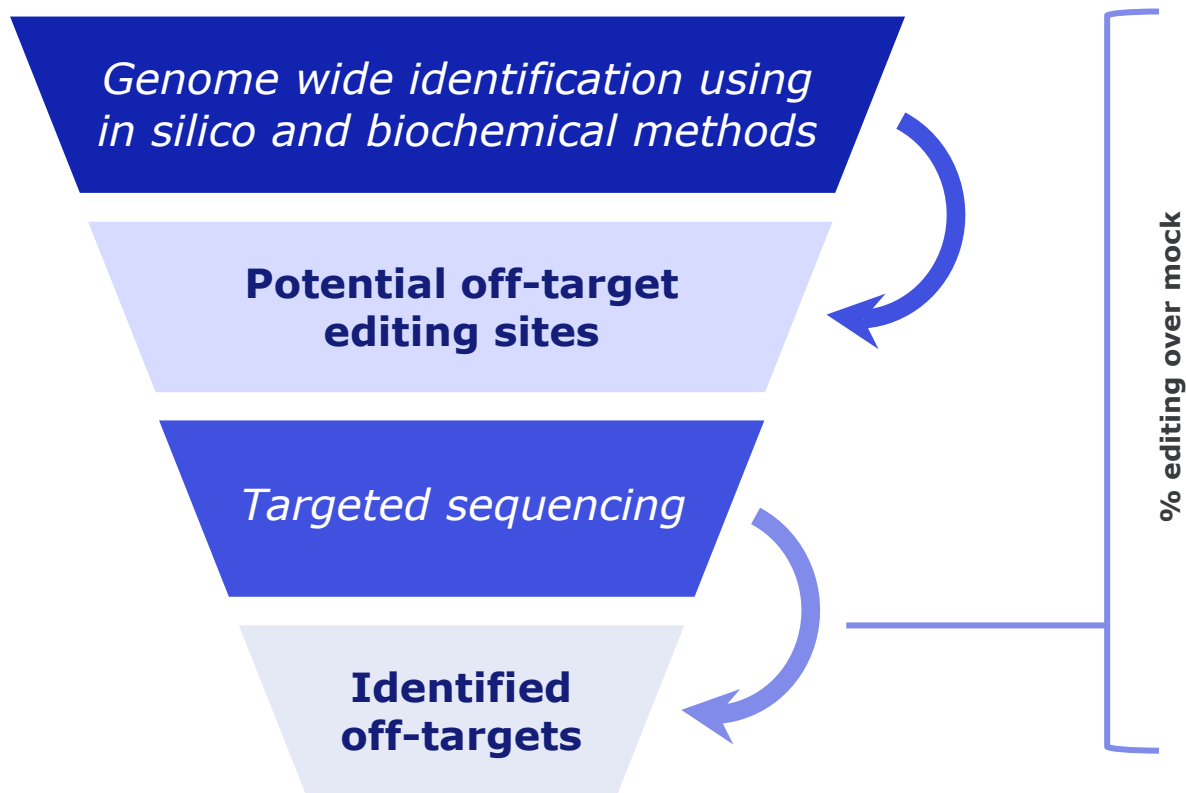 Genome wide identification using
in silico and biochemical methods
Potential off-target
editing sites
Targeted sequencing
Identified
off-targets
% editing over mock